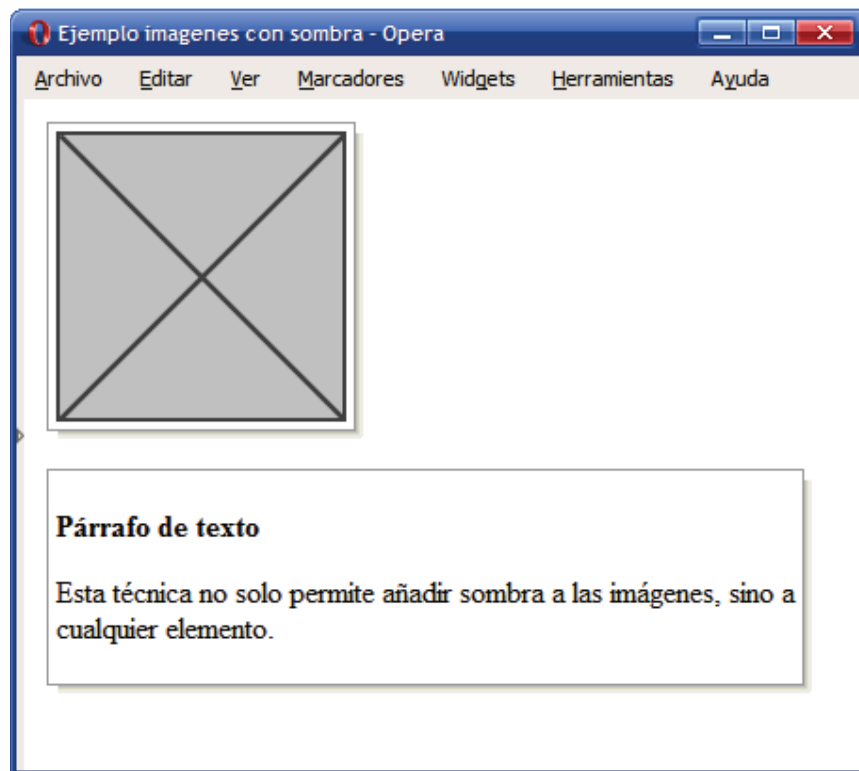 Ejemplo imagenes con sombra - Opera
Archivo Editar Ver Marcadores Widgets Herramientas Ayuda
Párrafo de texto
Esta técnica no solo permite añadir sombra a las imágenes, sino a
cualquier elemento.